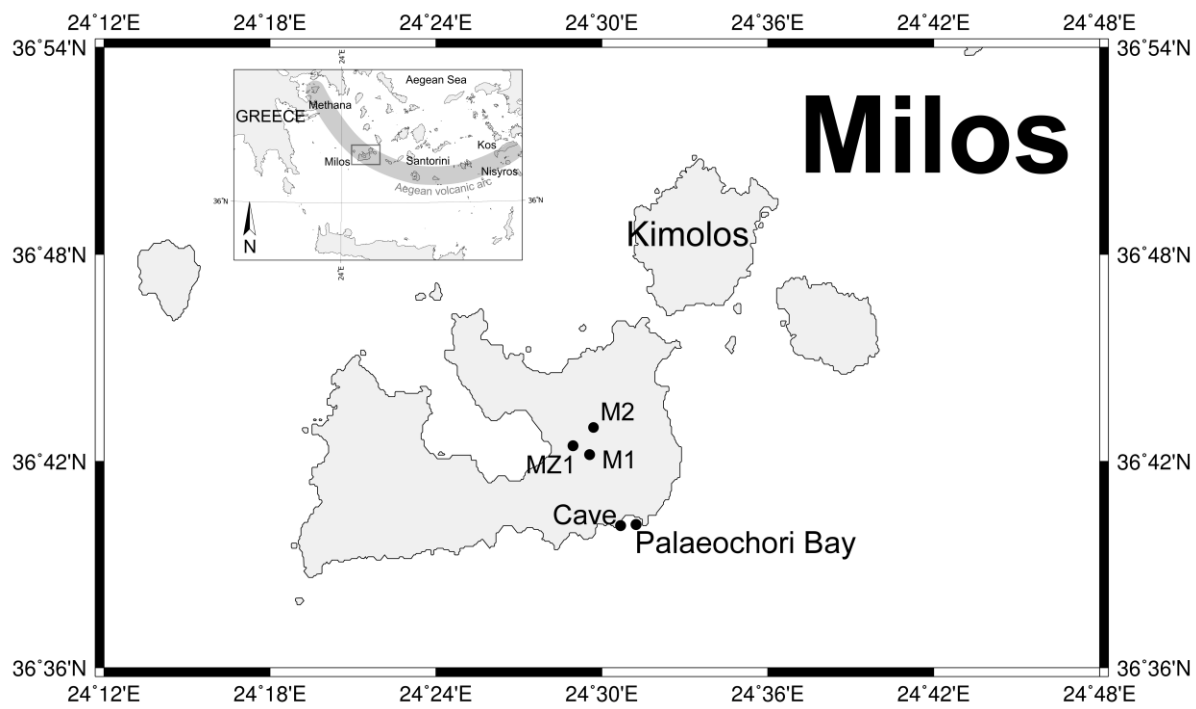 24˚12'E 24˚18'E 24˚24'E 24˚30'E 24˚36'E 24˚42'E 24˚48'E
36˚54'N 36˚54'N
Milos
24˚E
Aegean Sea
GREECE
Methana
Milos
Santorini
Kos
Nisyros
Aegean volcanic arc
36˚N 36˚N
N
24˚E
Kimolos
36˚48'N 36˚48'N
M2
MZ1
M1
36˚42'N 36˚42'N
Cave
Palaeochori Bay
36˚36'N 36˚36'N
24˚12'E 24˚18'E 24˚24'E 24˚30'E 24˚36'E 24˚42'E 24˚48'E